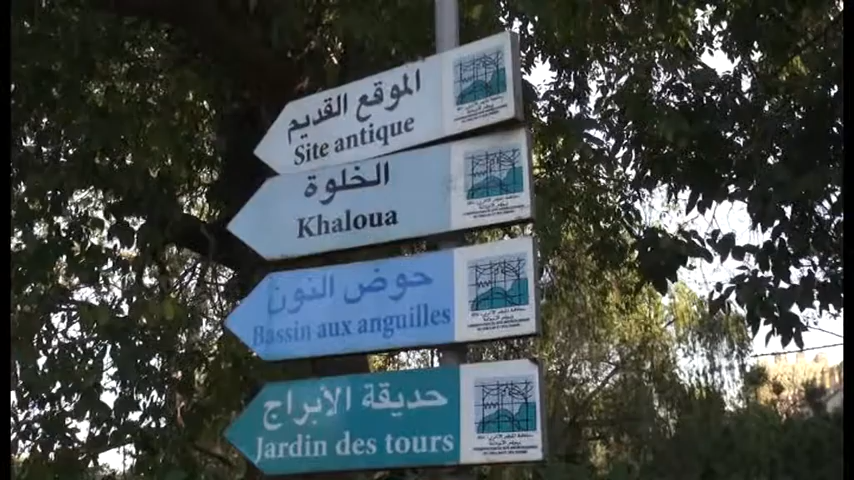 الموقع القديم
Site antique
الخلوة
Khaloua
حوض النون
Bassin aux anguilles
حديقة الأبراج
Jardin des tours